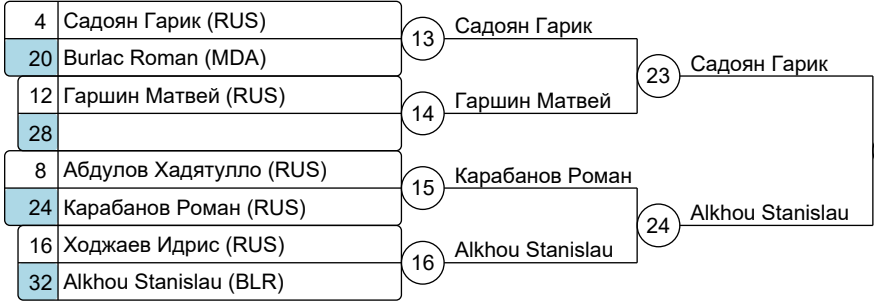 4 Садоян Гарик (RUS)
20 Burlac Roman (MDA)
12 Гаршин Матвей (RUS)
28
8 Абдулов Хадятулло (RUS)
24 Карабанов Роман (RUS)
16 Ходжаев Идрис (RUS)
32 Alkhou Stanislau (BLR)
13 Садоян Гарик
14 Гаршин Матвей
15 Карабанов Роман
16 Alkhou Stanislau
23 Садоян Гарик
24 Alkhou Stanislau